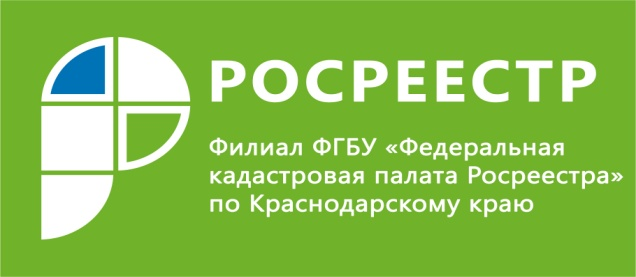 РОСРЕЕСТР
Филиал ФГБУ «Федеральная
кадастровая палата Росреестра»
по Краснодарскому краю